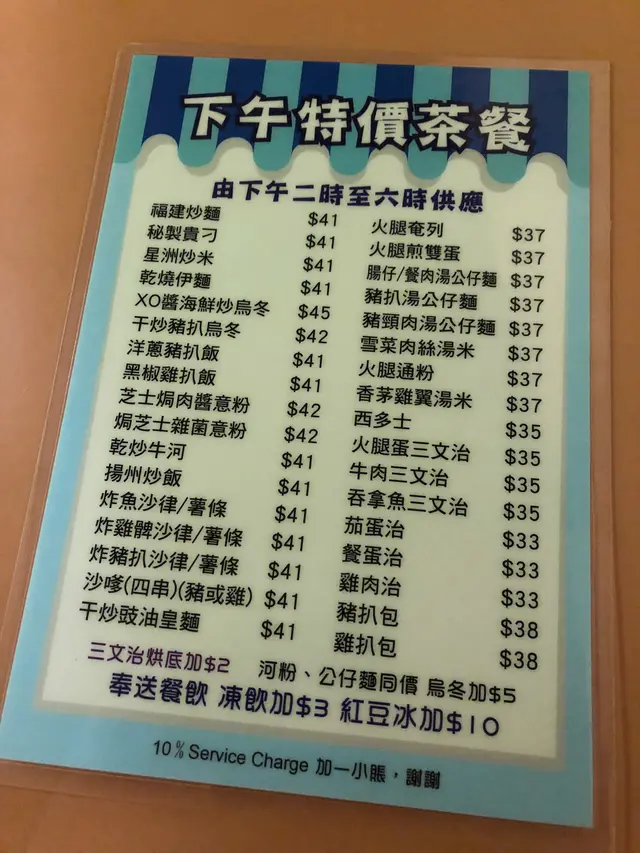 下午特價茶餐
由下午二時至六時供應
福建炒麵 $41
秘製貴刁 $41
星洲炒米 $41
乾燒伊麵 $41
XO醬海鮮炒烏冬 $45
干炒豬扒烏冬 $42
洋蔥豬扒飯 $41
黑椒雞扒飯 $41
芝士焗肉醬意粉 $42
焗芝士雜菌意粉 $42
乾炒牛河 $41
揚州炒飯 $41
炸魚沙律/薯條 $41
炸雞髀沙律/薯條 $41
炸豬扒沙律/薯條 $41
沙嗲(四串)(豬或雞) $41
干炒豉油皇麵 $41
火腿奄列 $37
火腿煎雙蛋 $37
腸仔/餐肉湯公仔麵 $37
豬扒湯公仔麵 $37
豬頸肉湯公仔麵 $37
雪菜肉絲湯米 $37
火腿通粉 $37
香茅雞翼湯米 $37
西多士 $35
火腿蛋三文治 $35
牛肉三文治 $35
吞拿魚三文治 $35
茄蛋治 $33
餐蛋治 $33
雞肉治 $33
豬扒包 $38
雞扒包 $38
三文治烘底加$2 河粉、公仔麵同價 烏冬加$5
奉送餐飲 凍飲加$3 紅豆冰加$10
10% Service Charge 加一小賬，謝謝